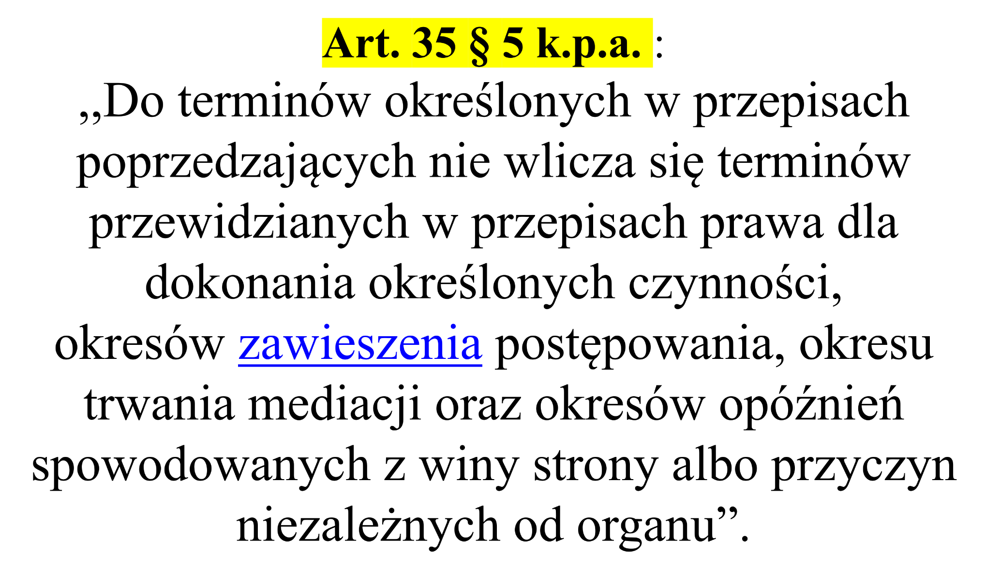 Art. 35 § 5 k.p.a. :
,,Do terminów określonych w przepisach
poprzedzających nie wlicza się terminów
przewidzianych w przepisach prawa dla
dokonania określonych czynności,
okresów zawieszenia postępowania, okresu
trwania mediacji oraz okresów opóźnień
spowodowanych z winy strony albo przyczyn
niezależnych od organu”.